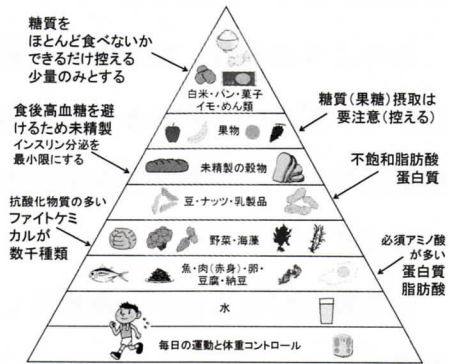 糖質を
ほとんど食べないか
できるだけ控える
少量のみとする
白米・パン・菓子
イモ・めん類
食後高血糖を避
けるため未精製
インスリン分泌を
最小限にする
糖質(果糖)摂取は
要注意(控える)
果物
未精製の穀物
不飽和脂肪酸
蛋白質
豆・ナッツ・乳製品
抗酸化物質の多い
ファイトケミ
カルが
数千種類
野菜・海藻
必須アミノ酸
が多い
蛋白質
脂肪酸
魚・肉(赤身)・卵・
豆腐・納豆
水
毎日の運動と体重コントロール